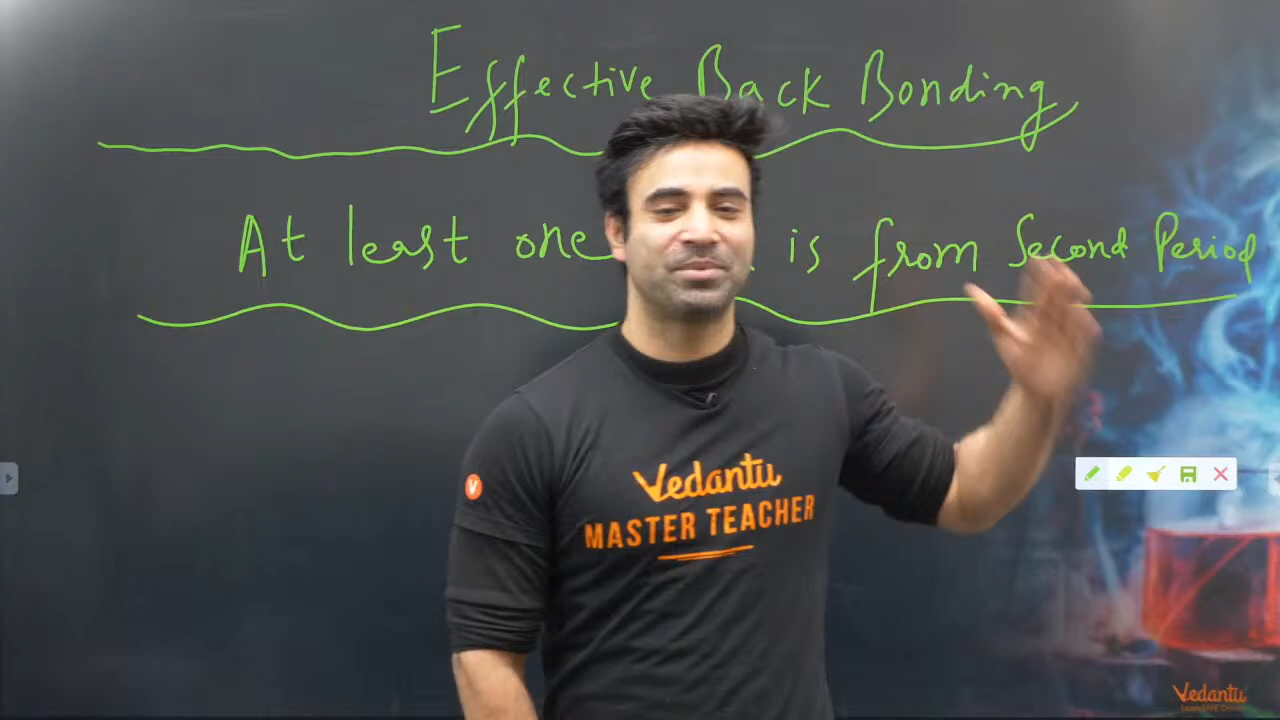 Effective Back Bonding
At least one is from Second Period
Vedantu
MASTER TEACHER
V
Vedantu